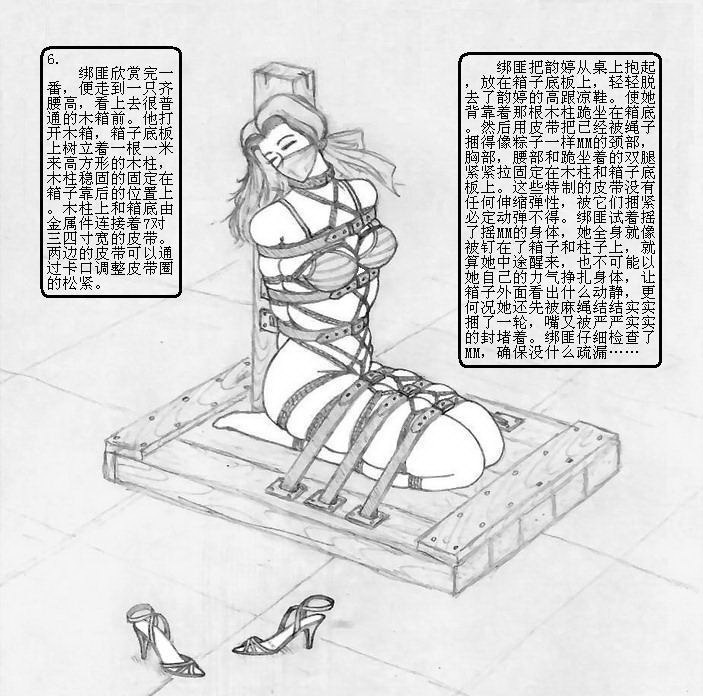 6.
绑匪欣赏完一
番，便走到一只齐
腰高，看上去很普
通的木箱前。他打
开木箱，箱子底板
上树立着一根一米
来高方形的木柱，
木柱稳固的固定在
箱子靠后的位置上
。木柱上和箱底由
金属件连接着7对
三四寸宽的皮带。
两边的皮带可以通
过卡口调整皮带圈
的松紧。
绑匪把韵婷从桌上抱起
，放在箱子底板上，轻轻脱
去了韵婷的高跟凉鞋。使她
背靠着那根木柱跪坐在箱底
。然后用皮带把已经被绳子
捆得像粽子一样MM的颈部，
胸部，腰部和跪坐着的双腿
紧紧拉固定在木柱和箱子底
板上。这些特制的皮带没有
任何伸缩弹性，被它们捆紧
必定动弹不得。绑匪试着摇
了摇MM的身体，她全身就像
被钉在了箱子和柱子上，就
算她中途醒来，也不可能以
她自己的力气挣扎身体，让
箱子外面看出什么动静，更
何况她还先被麻绳结结实实
捆了一轮，嘴又被严严实实
的封堵着。绑匪仔细检查了
MM，确保没什么疏漏……